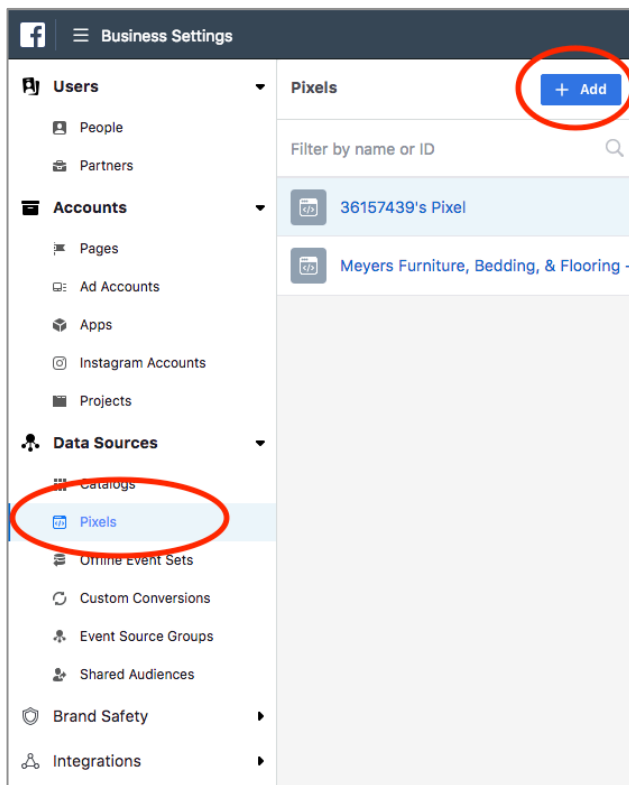 Business Settings
Users
People
Partners
Accounts
Pages
Ad Accounts
Apps
Instagram Accounts
Projects
Data Sources
Catalogs
Pixels
Offline Event Sets
Custom Conversions
Event Source Groups
Shared Audiences
Brand Safety
Integrations
Pixels
+ Add
Filter by name or ID
36157439's Pixel
Meyers Furniture, Bedding, & Flooring -